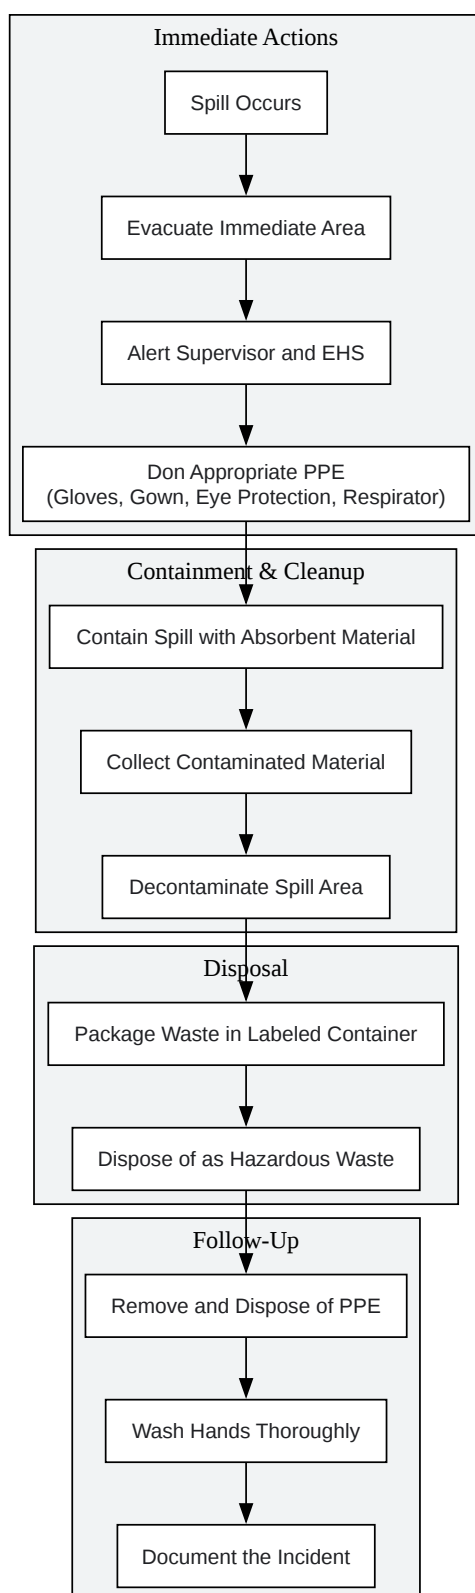 Immediate Actions
Spill Occurs
Evacuate Immediate Area
Alert Supervisor and EHS
Don Appropriate PPE
(Gloves, Gown, Eye Protection, Respirator)
Containment & Cleanup
Contain Spill with Absorbent Material
Collect Contaminated Material
Decontaminate Spill Area
Disposal
Package Waste in Labeled Container
Dispose of as Hazardous Waste
Follow-Up
Remove and Dispose of PPE
Wash Hands Thoroughly
Document the Incident